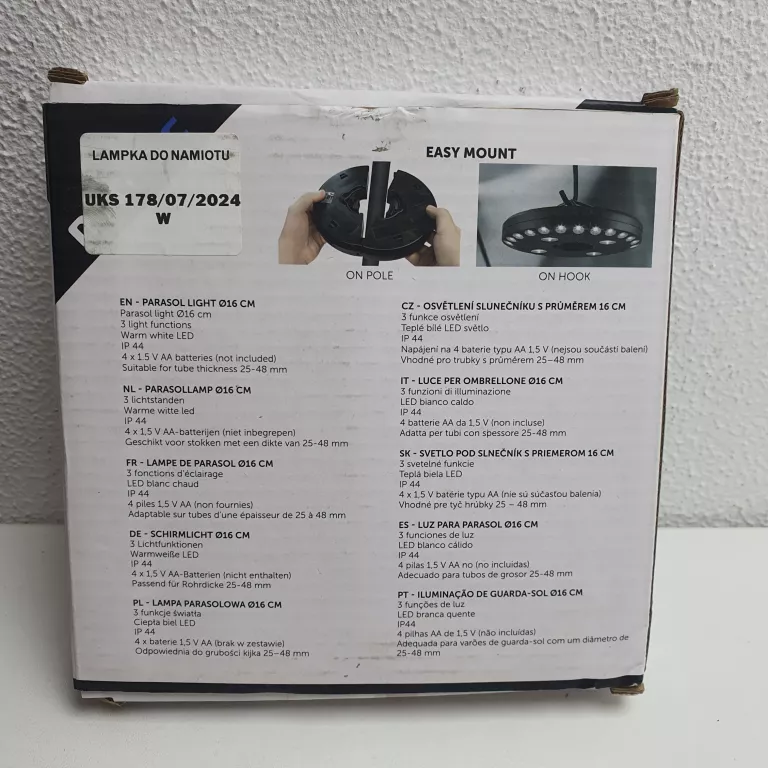 LAMPKA DO NAMIOTU
UKS 178/07/2024
W
EASY MOUNT
ON POLE
ON HOOK
EN - PARASOL LIGHT Ø16 CM
Parasol light Ø16 cm
3 light functions
Warm white LED
IP 44
4 x 1.5 V AA batteries (not included)
Suitable for tube thickness 25-48 mm
NL - PARASOLLAMP Ø16 CM
3 lichtstanden
Warme witte led
IP 44
4 x 1,5 V AA-batterijen (niet inbegrepen)
Geschikt voor stokken met een dikte van 25-48 mm
FR - LAMPE DE PARASOL Ø16 CM
3 fonctions d'éclairage
LED blanc chaud
IP 44
4 piles 1,5 V AA (non fournies)
Adaptable sur tubes d'une épaisseur de 25 à 48 mm
DE - SCHIRMLICHT Ø16 CM
3 Lichtfunktionen
Warmweiße LED
IP 44
4 x 1,5 V AA-Batterien (nicht enthalten)
Passend für Rohrdicke 25-48 mm
PL - LAMPA PARASOLOWA Ø16 CM
3 funkcje światła
Ciepła biel LED
IP 44
4 x baterie 1,5 V AA (brak w zestawie)
Odpowiednia do grubości kijka 25-48 mm
CZ - OSVĚTLENÍ SLUNEČNÍKU S PRŮMĚREM 16 CM
3 funkce osvětlení
Teplé bílé LED světlo
IP 44
Napájení na 4 baterie typu AA 1,5 V (nejsou součástí balení)
Vhodné pro trubky s průměrem 25–48 mm
IT - LUCE PER OMBRELLONE Ø16 CM
3 funzioni di illuminazione
LED bianco caldo
IP 44
4 batterie AA da 1,5 V (non incluse)
Adatta per tubi con spessore 25-48 mm
SK - SVETLO POD SLNEČNÍK S PRIEMEROM 16 CM
3 svetelné funkcie
Teplá biela LED
IP 44
4 x 1,5 V batérie typu AA (nie sú súčasťou balenia)
Vhodné pre tyč hrúbky 25 – 48 mm
ES - LUZ PARA PARASOL Ø16 CM
3 funciones de luz
LED blanco cálido
IP 44
4 pilas 1,5 V AA no (no incluidas)
Adecuado para tubos de grosor 25-48 mm
PT - ILUMINAÇÃO DE GUARDA-SOL Ø16 CM
3 funções de luz
LED branca quente
IP44
4 pilhas AA de 1,5 V (não incluídas)
Adequada para varões de guarda-sol com um diâmetro de
25-48 mm